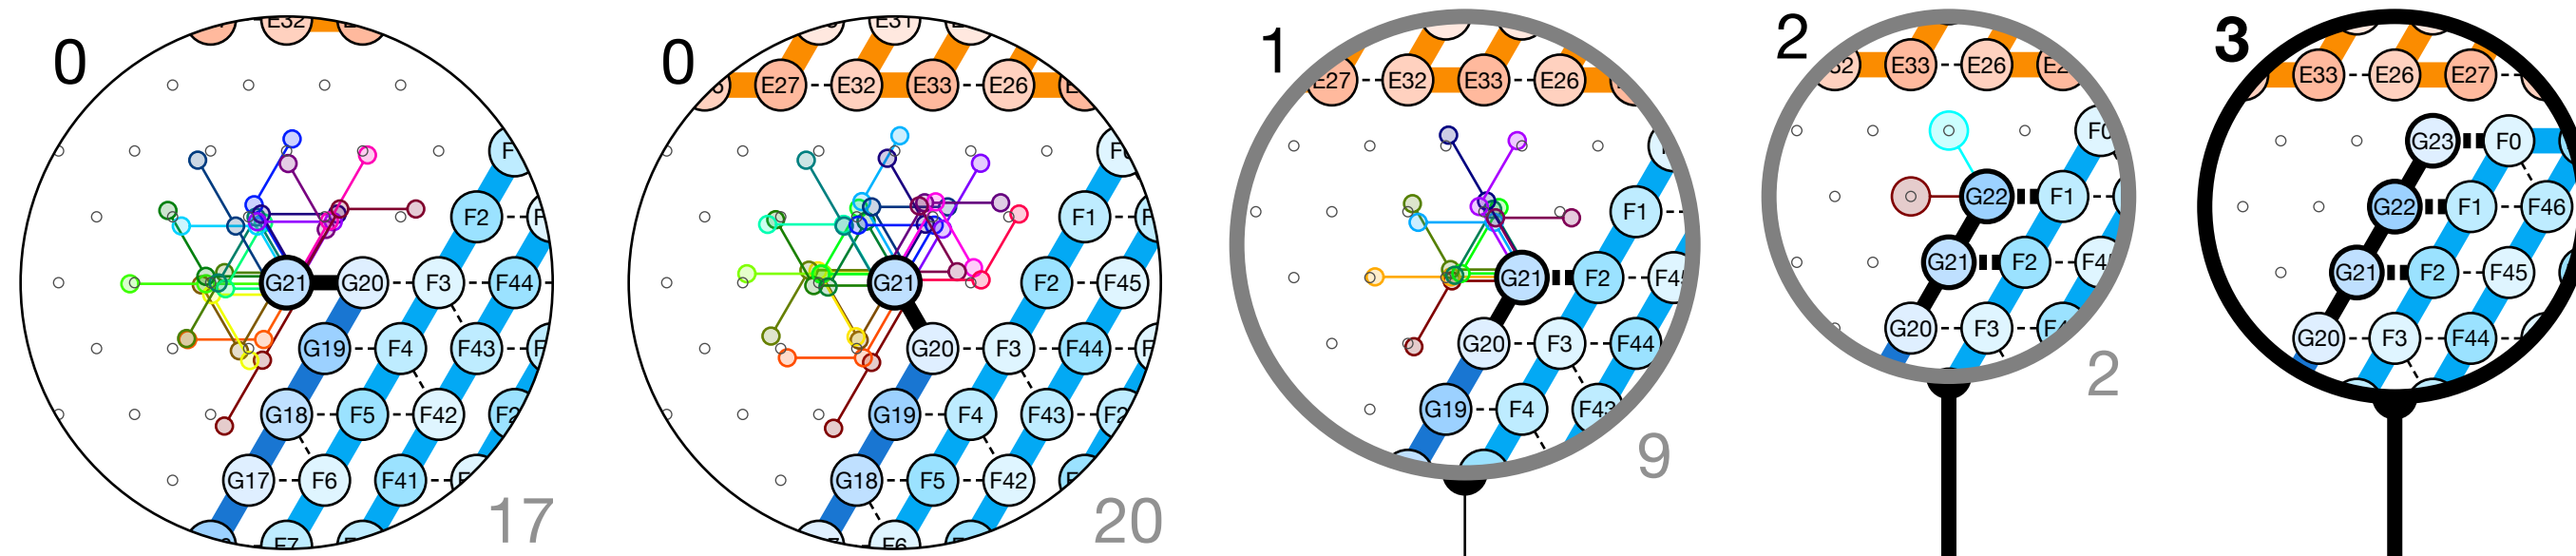 0
E32
F2
G21 G20 F3 F44
G19 F4 F43
G18 F5 F42
G17 F6 F41
F7
17
0
E31
E27 E32 E33 E26
F1
G21 F2 F45
G20 F3 F44
G19 F4 F43
G18 F5 F42
F6
20
1
E27 E32 E33 E26
F1
G21 F2 F45
G20 F3 F44
G19 F4 F43
9
2
E33 E26
F0
G22 F1
G21 F2
G20 F3
2
3
E33 E26 E27
G23 F0
G22 F1 F46
G21 F2 F45
G20 F3 F44